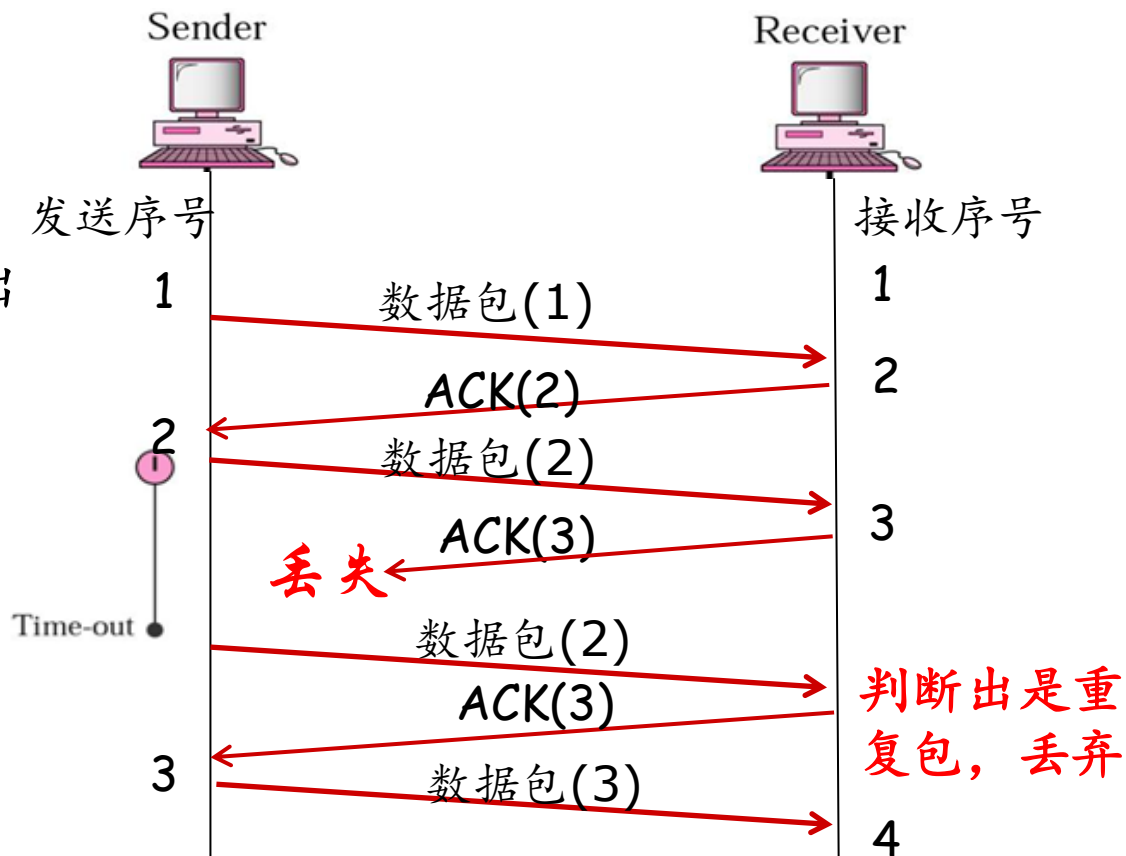 Sender
Receiver
发送序号
接收序号
出
1
数据包(1)
1
ACK(2)
2
2
数据包(2)
ACK(3)
3
丢失
Time-out
数据包(2)
判断出是重
ACK(3)
复包，丢弃
3
数据包(3)
4